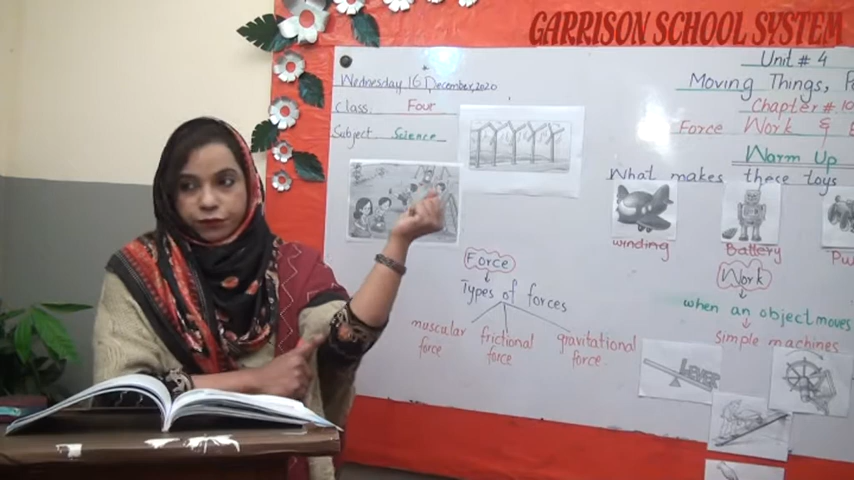 GARRISON SCHOOL SYSTEM
Wednesday 16 December, 2020
Class Four
Subject Science
Unit # 4
Moving Things,
Chapter # 10
Force Work &
Warm Up
What makes these toys
winding
Battery
Force
Types of forces
muscular force
frictional force
gravitational force
Work
when an object moves
simple machines
LEVER